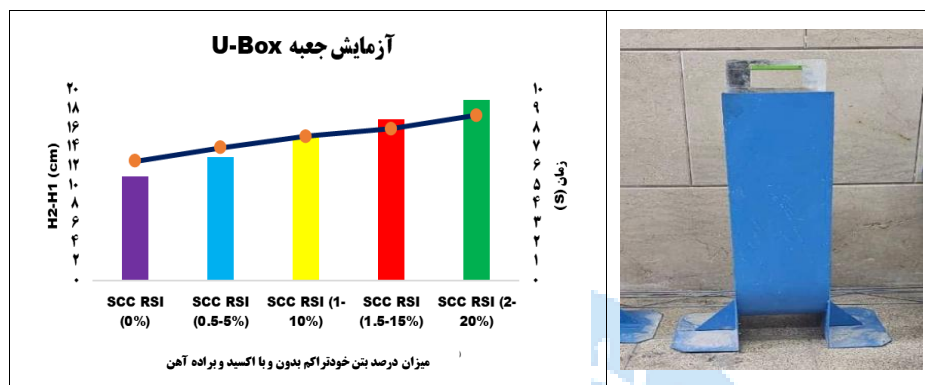 آزمایش جعبه U-Box
H2-H1 (cm)
۲۰
۱۸
۱۶
۱۴
۱۲
۱۰
۸
۶
۴
۲
۰
۱۰
۹
۸
۷
۶
۵
۴
۳
۲
۱
۰
زمان (S)
SCC RSI (0%)
SCC RSI (0.5-5%)
SCC RSI (1-10%)
SCC RSI (1.5-15%)
SCC RSI (2-20%)
میزان درصد بتن خودتراکم بدون و با اکسید و براده آهن